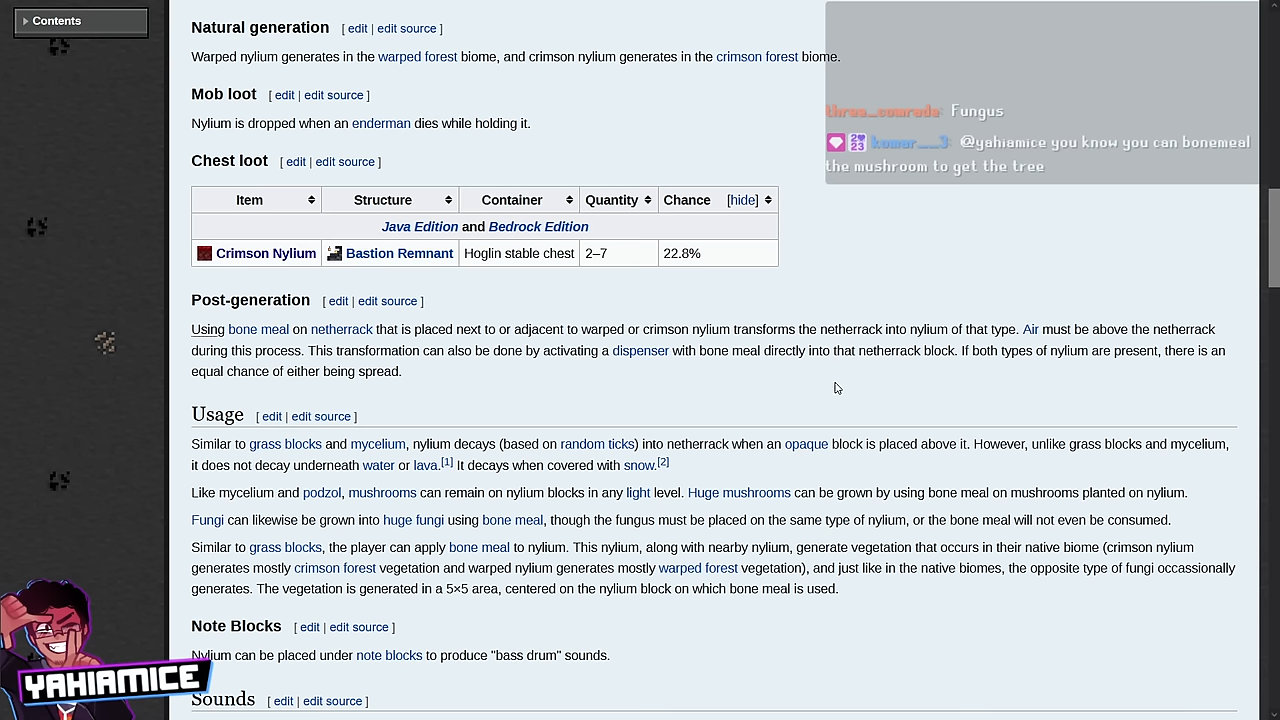 Contents
Natural generation [ edit | edit source ]
Warped nylium generates in the warped forest biome, and crimson nylium generates in the crimson forest biome.
Mob loot [ edit | edit source ]
three_comrade: Fungus
Nylium is dropped when an enderman dies while holding it.
komar__3: @yahiamice you know you can bonemeal
the mushroom to get the tree
Chest loot [ edit | edit source ]
Item Structure Container Quantity Chance [hide]
Java Edition and Bedrock Edition
Crimson Nylium Bastion Remnant Hoglin stable chest 2–7 22.8%
Post-generation [ edit | edit source ]
Using bone meal on netherrack that is placed next to or adjacent to warped or crimson nylium transforms the netherrack into nylium of that type. Air must be above the netherrack
during this process. This transformation can also be done by activating a dispenser with bone meal directly into that netherrack block. If both types of nylium are present, there is an
equal chance of either being spread.
Usage [ edit | edit source ]
Similar to grass blocks and mycelium, nylium decays (based on random ticks) into netherrack when an opaque block is placed above it. However, unlike grass blocks and mycelium,
it does not decay underneath water or lava.[1] It decays when covered with snow.[2]
Like mycelium and podzol, mushrooms can remain on nylium blocks in any light level. Huge mushrooms can be grown by using bone meal on mushrooms planted on nylium.
Fungi can likewise be grown into huge fungi using bone meal, though the fungus must be placed on the same type of nylium, or the bone meal will not even be consumed.
Similar to grass blocks, the player can apply bone meal to nylium. This nylium, along with nearby nylium, generate vegetation that occurs in their native biome (crimson nylium
generates mostly crimson forest vegetation and warped nylium generates mostly warped forest vegetation), and just like in the native biomes, the opposite type of fungi occassionally
generates. The vegetation is generated in a 5×5 area, centered on the nylium block on which bone meal is used.
Note Blocks [ edit | edit source ]
Nylium can be placed under note blocks to produce "bass drum" sounds.
YAHIAMICE
Sounds [ edit | edit source ]